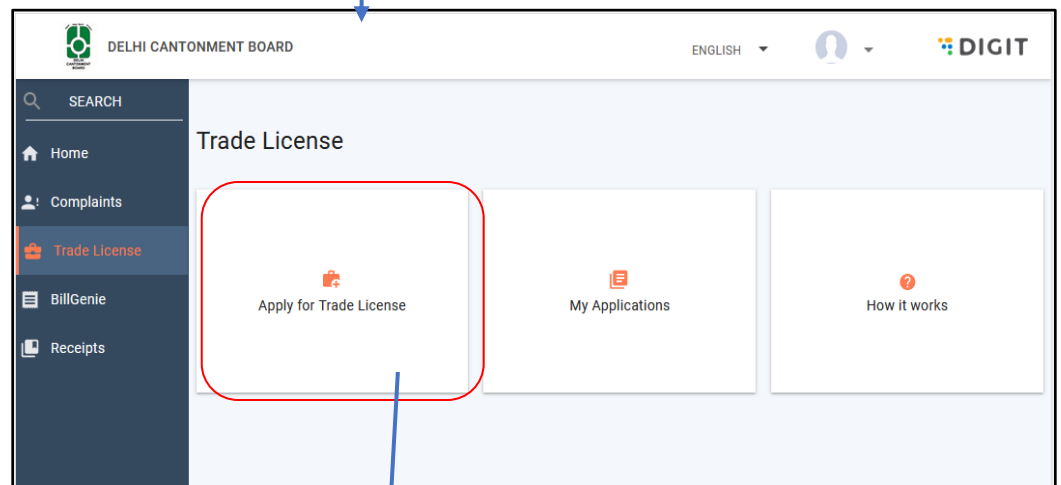 DELHI CANTONMENT BOARD
ENGLISH
DIGIT
SEARCH
Home
Complaints
Trade License
BillGenie
Receipts
Trade License
Apply for Trade License
My Applications
How it works